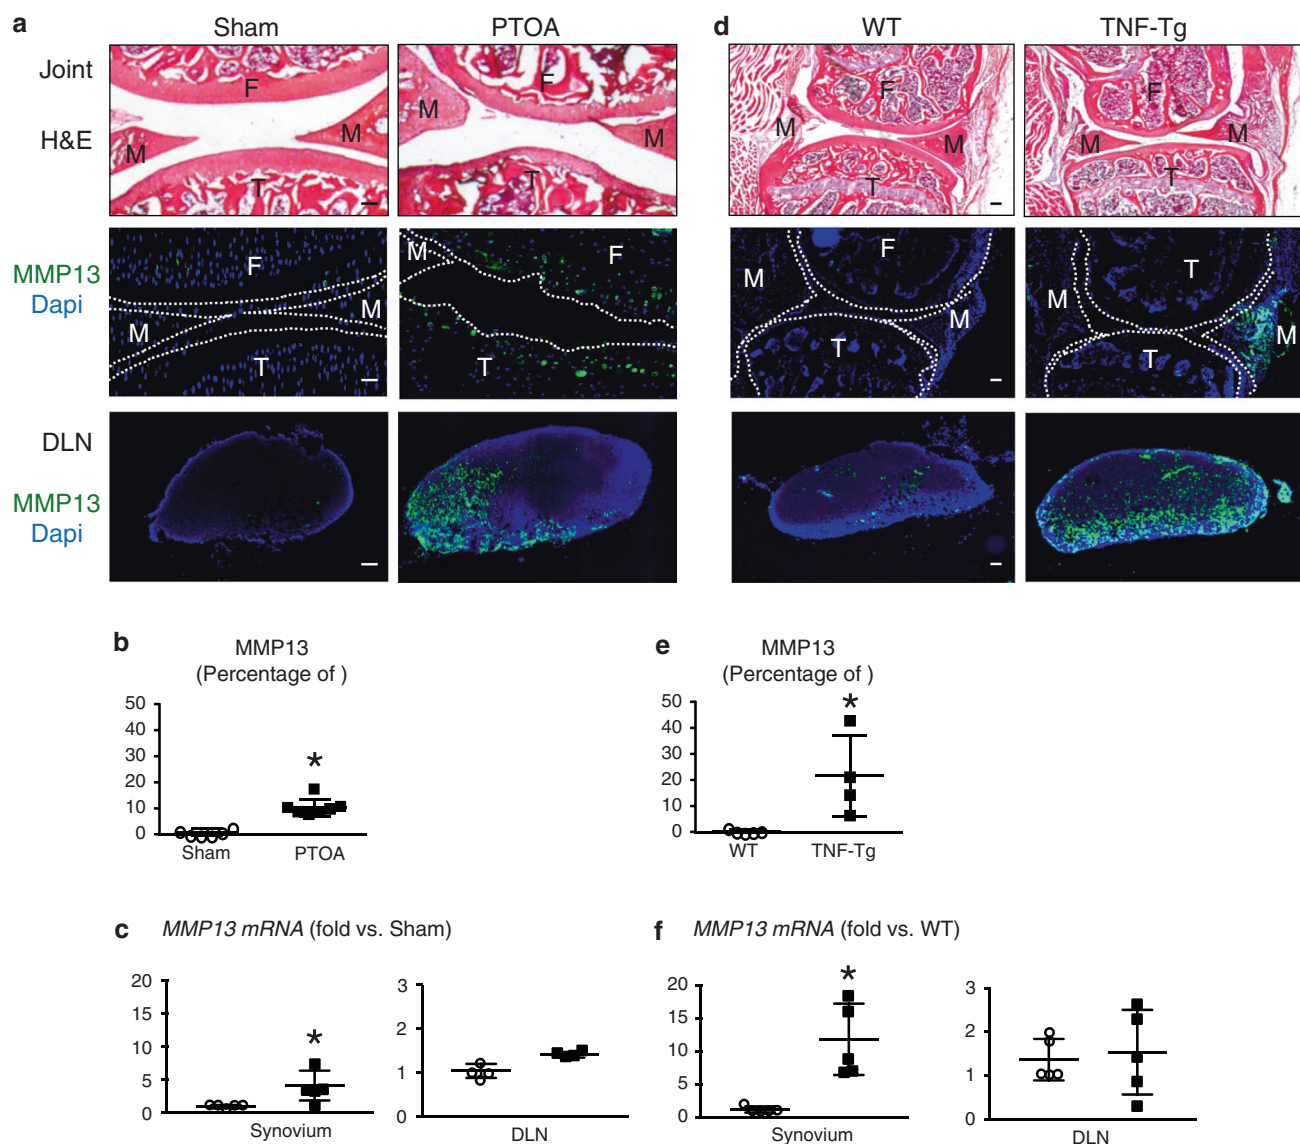 a Sham PTOA
Joint
H&E
F
M
M
T
F
M
M
T
MMP13
Dapi
F
M
M
T
M
F
T
DLN
MMP13
Dapi
d WT TNF-Tg
F
M
M
T
F
M
M
T
F
M
M
T
T
M
M
T
b MMP13
(Percentage of )
50
40
30
20
10
0
*
Sham PTOA
e MMP13
(Percentage of )
50
40
30
20
10
0
*
WT TNF-Tg
c MMP13 mRNA (fold vs. Sham)
20
15
10
5
0
*
Synovium
3
2
1
0
DLN
f MMP13 mRNA (fold vs. WT)
20
15
10
5
0
*
Synovium
3
2
1
0
DLN